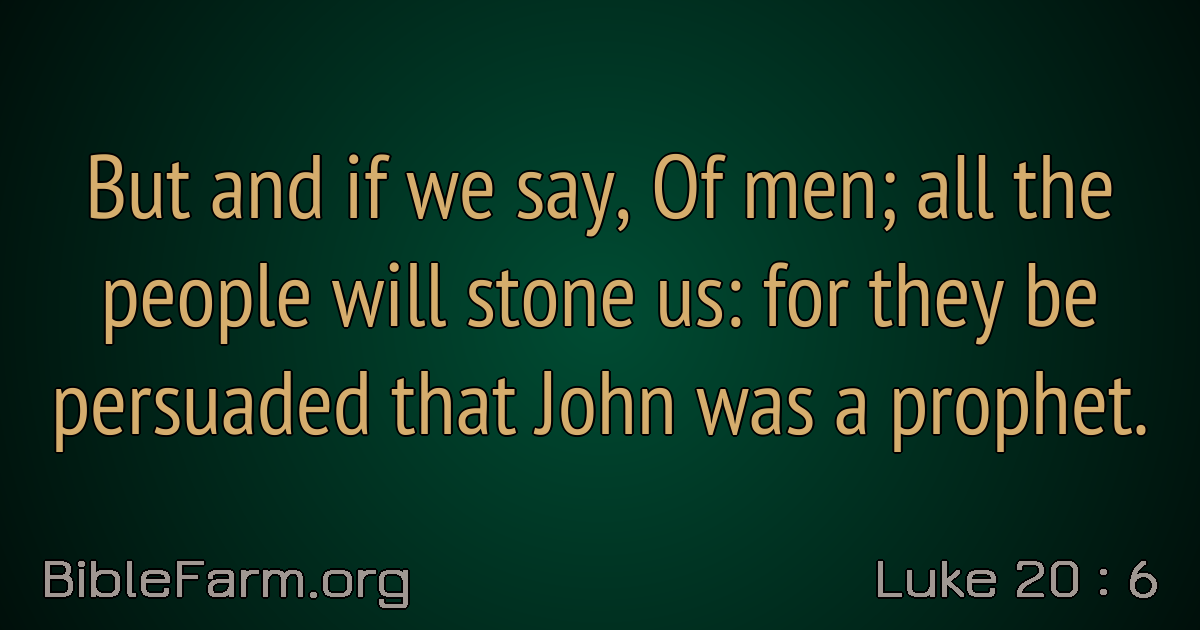 But and if we say, Of men; all the
people will stone us: for they be
persuaded that John was a prophet.
BibleFarm.org
Luke 20 : 6